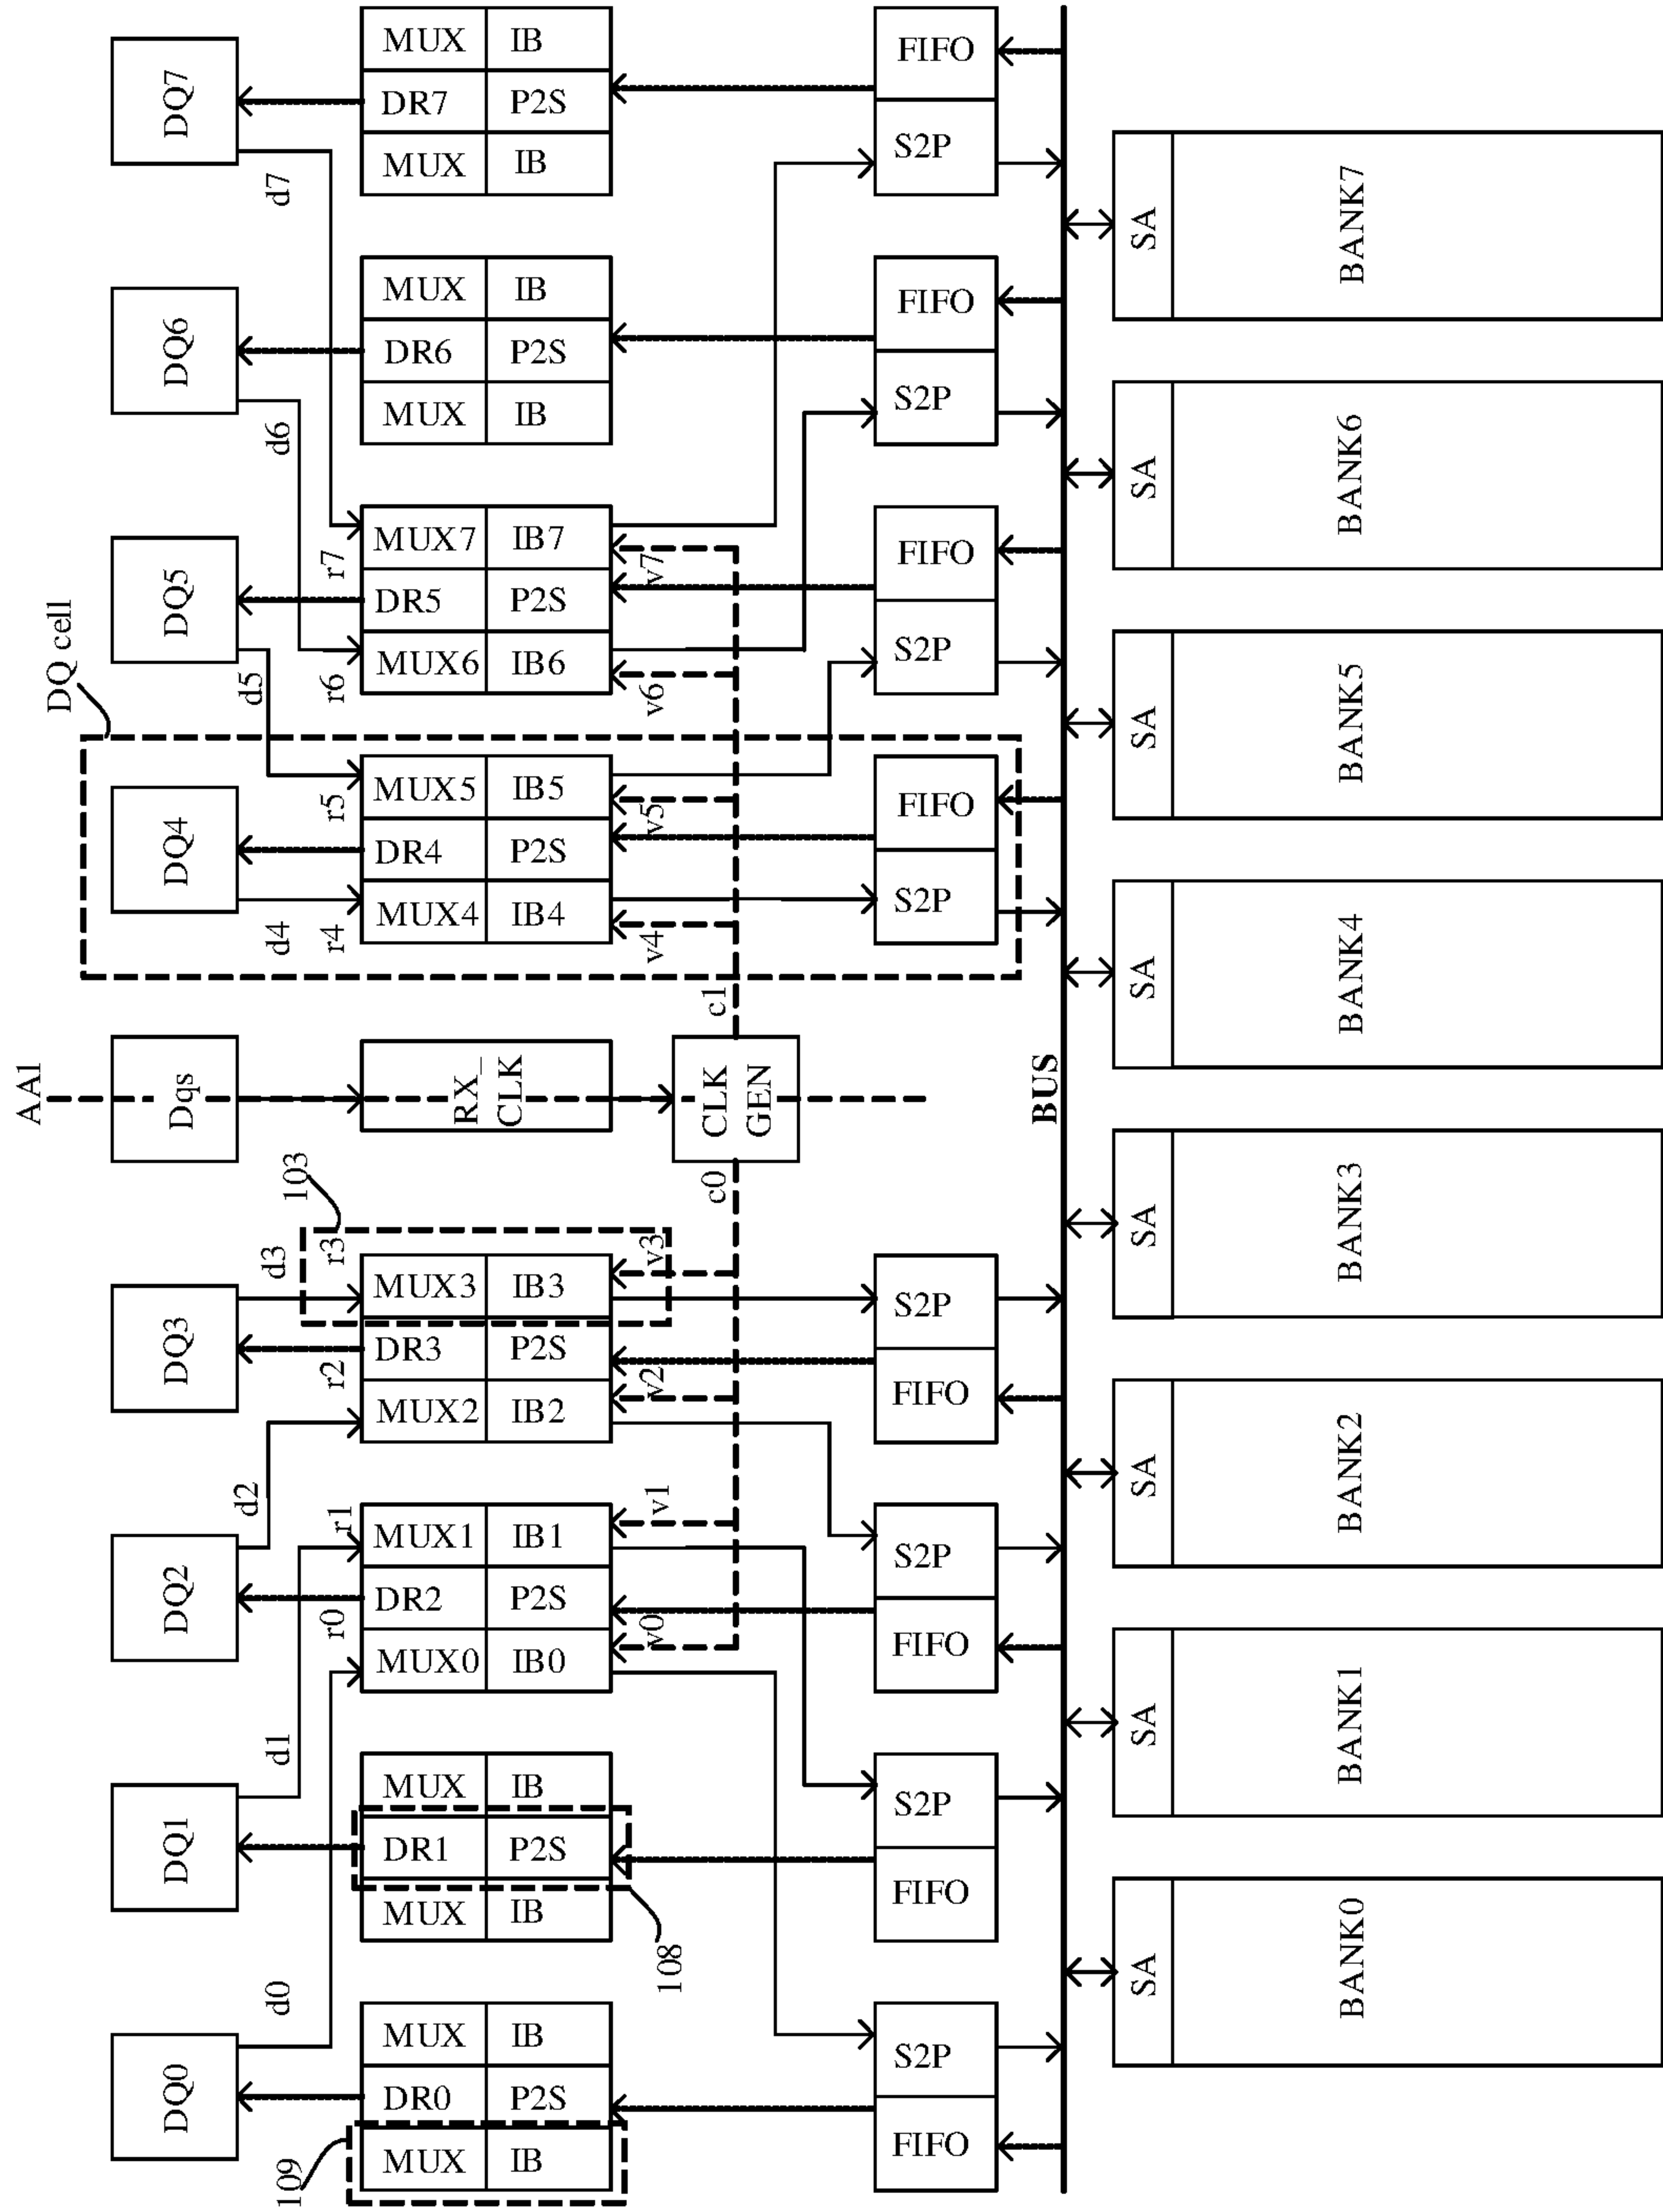 AA1
DQ cell
DQ0 DQ1 DQ2 DQ3 Dqs DQ4 DQ5 DQ6 DQ7
109 d0 d1 d2 d3 103 d4 d5 d6 d7
r0 r1 r2 r3 r4 r5 r6 r7
MUX DR0 MUX MUX DR1 MUX MUX0 DR2 MUX1 MUX2 DR3 MUX3 RX_ MUX4 DR4 MUX5 MUX6 DR5 MUX7 MUX DR6 MUX MUX DR7 MUX
IB P2S IB IB P2S IB IB0 P2S IB1 IB2 P2S IB3 CLK IB4 P2S IB5 IB6 P2S IB7 IB P2S IB IB P2S IB
108 v0 v1 v2 v3 v4 v5 v6 v7
c0 CLK c1
GEN
FIFO S2P FIFO S2P FIFO S2P FIFO S2P S2P FIFO S2P FIFO S2P FIFO S2P FIFO
BUS
SA SA SA SA SA SA SA SA
BANK0 BANK1 BANK2 BANK3 BANK4 BANK5 BANK6 BANK7